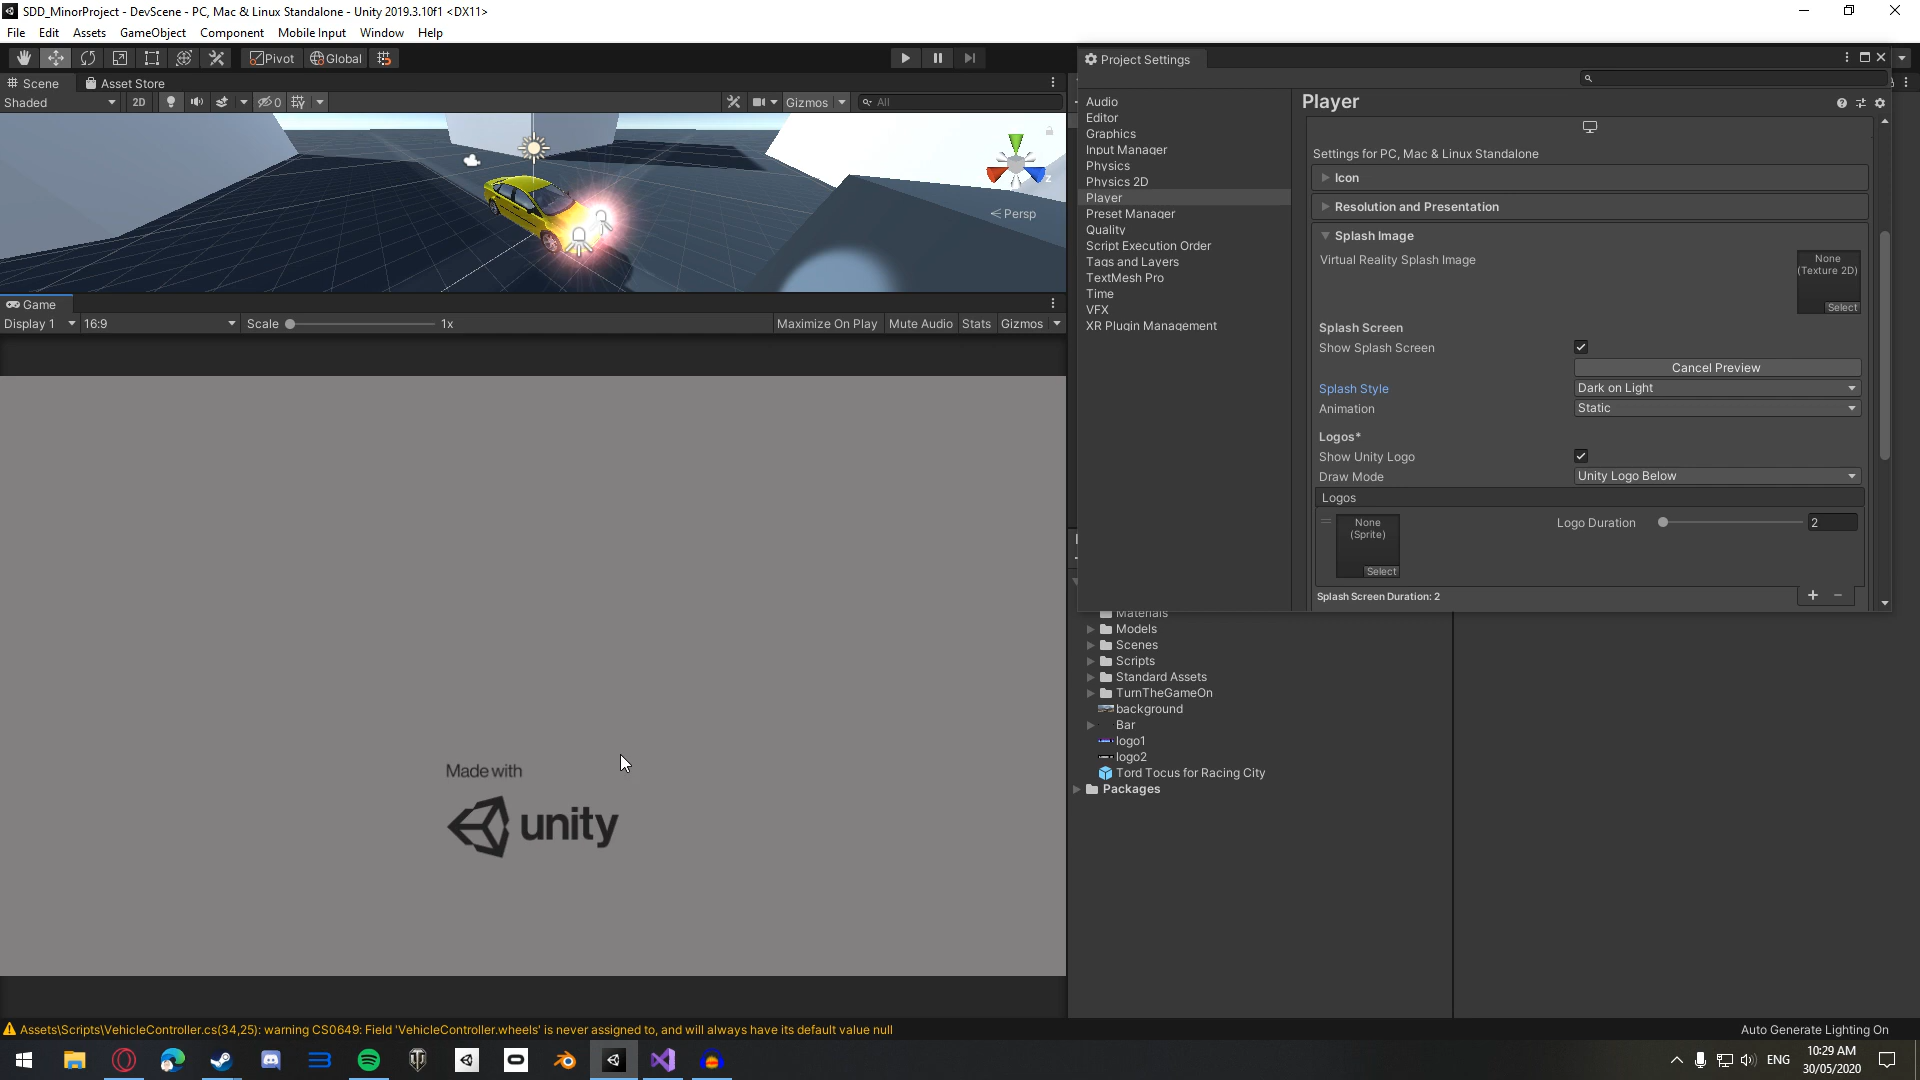 SDD_MinorProject - DevScene - PC, Mac & Linux Standalone - Unity 2019.3.10f1 <DX11>
File Edit Assets GameObject Component Mobile Input Window Help
Pivot Global
Project Settings
Scene Asset Store
Shaded 2D 0 Gizmos All
Persp
z
Game
Display 1 16:9 Scale 1x Maximize On Play Mute Audio Stats Gizmos
Made with
unity
Audio
Editor
Graphics
Input Manager
Physics
Physics 2D
Player
Preset Manager
Quality
Script Execution Order
Tags and Layers
TextMesh Pro
Time
VFX
XR Plugin Management
Player
Settings for PC, Mac & Linux Standalone
Icon
Resolution and Presentation
Splash Image
Virtual Reality Splash Image
None
(Texture 2D)
Select
Splash Screen
Show Splash Screen
Cancel Preview
Splash Style Dark on Light
Animation Static
Logos*
Show Unity Logo
Draw Mode Unity Logo Below
Logos
None
(Sprite)
Select
Logo Duration 2
Splash Screen Duration: 2
Materials
Models
Scenes
Scripts
Standard Assets
TurnTheGameOn
background
Bar
logo1
logo2
Tord Tocus for Racing City
Packages
Assets\Scripts\VehicleController.cs(34,25): warning CS0649: Field 'VehicleController.wheels' is never assigned to, and will always have its default value null
Auto Generate Lighting On
ENG
10:29 AM
30/05/2020